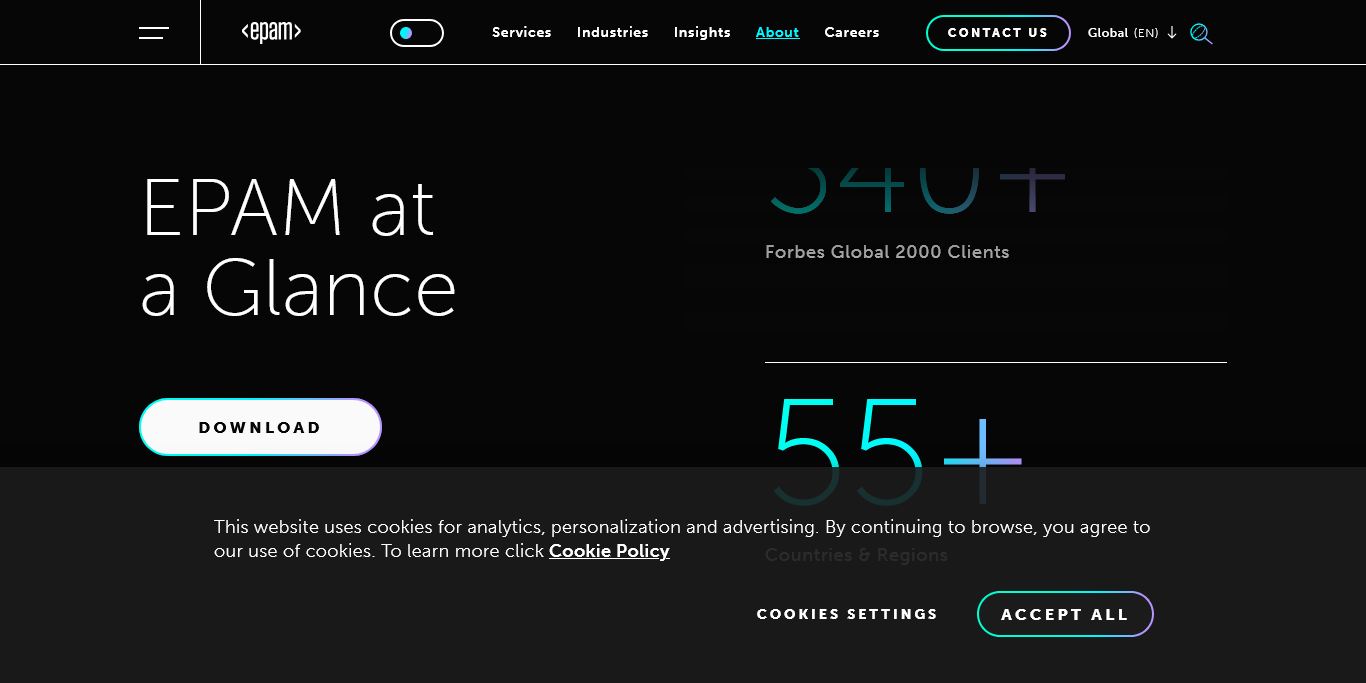 <epam>
Services
Industries
Insights
About
Careers
CONTACT US
Global (EN)
EPAM at
a Glance
DOWNLOAD
340+
Forbes Global 2000 Clients
55+
Countries & Regions
This website uses cookies for analytics, personalization and advertising. By continuing to browse, you agree to
our use of cookies. To learn more click Cookie Policy
COOKIES SETTINGS
ACCEPT ALL